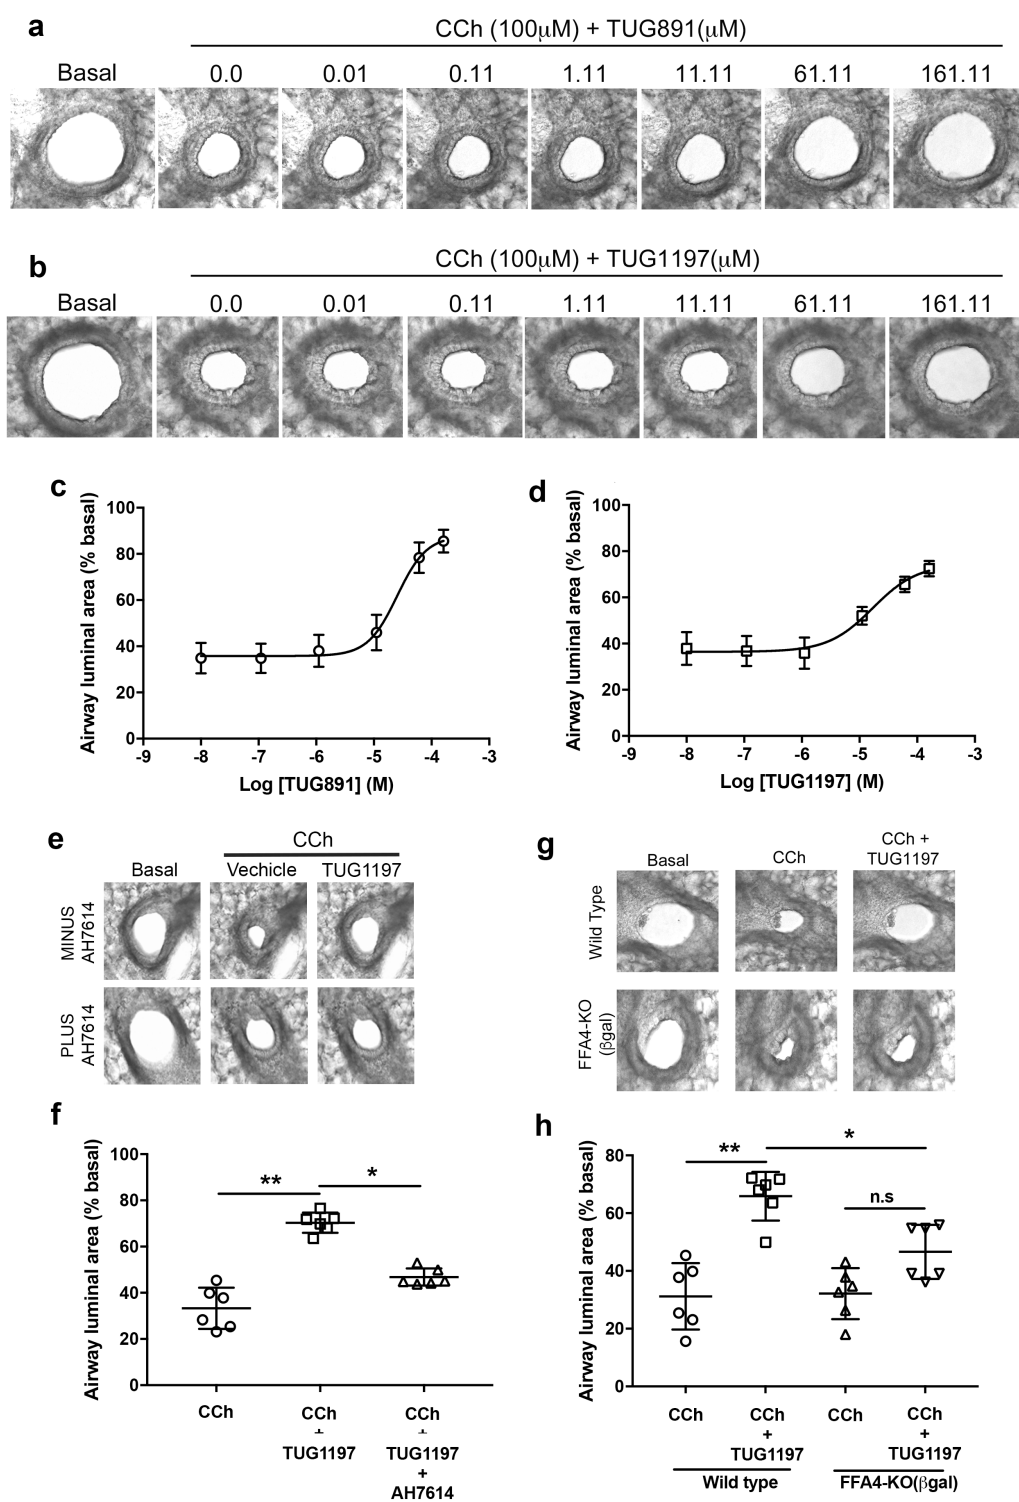 a
CCh (100μM) + TUG891(μM)
Basal 0.0 0.01 0.11 1.11 11.11 61.11 161.11
b
CCh (100μM) + TUG1197(μM)
Basal 0.0 0.01 0.11 1.11 11.11 61.11 161.11
c
Airway luminal area (% basal)
100
80
60
40
20
0
-9 -8 -7 -6 -5 -4 -3
Log [TUG891] (M)
d
Airway luminal area (% basal)
100
80
60
40
20
0
-9 -8 -7 -6 -5 -4 -3
Log [TUG1197] (M)
e
CCh
Basal Vechicle TUG1197
MINUS
AH7614
PLUS
AH7614
g
Basal CCh CCh +
TUG1197
Wild Type
FFA4-KO
(βgal)
f
Airway luminal area (% basal)
100
80
60
40
20
0
** *
CCh CCh CCh
+ +
TUG1197 TUG1197
+
AH7614
h
Airway luminal area (% basal)
80
60
40
20
0
** *
n.s
CCh CCh CCh CCh
+ +
TUG1197 TUG1197
Wild type FFA4-KO(βgal)